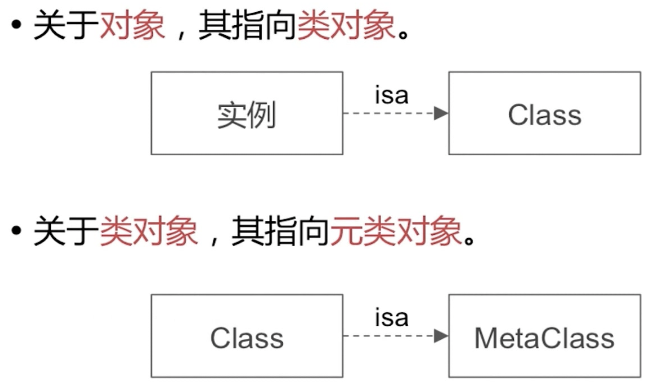 • 关于对象，其指向类对象。
实例
isa
Class
• 关于类对象，其指向元类对象。
Class
isa
MetaClass